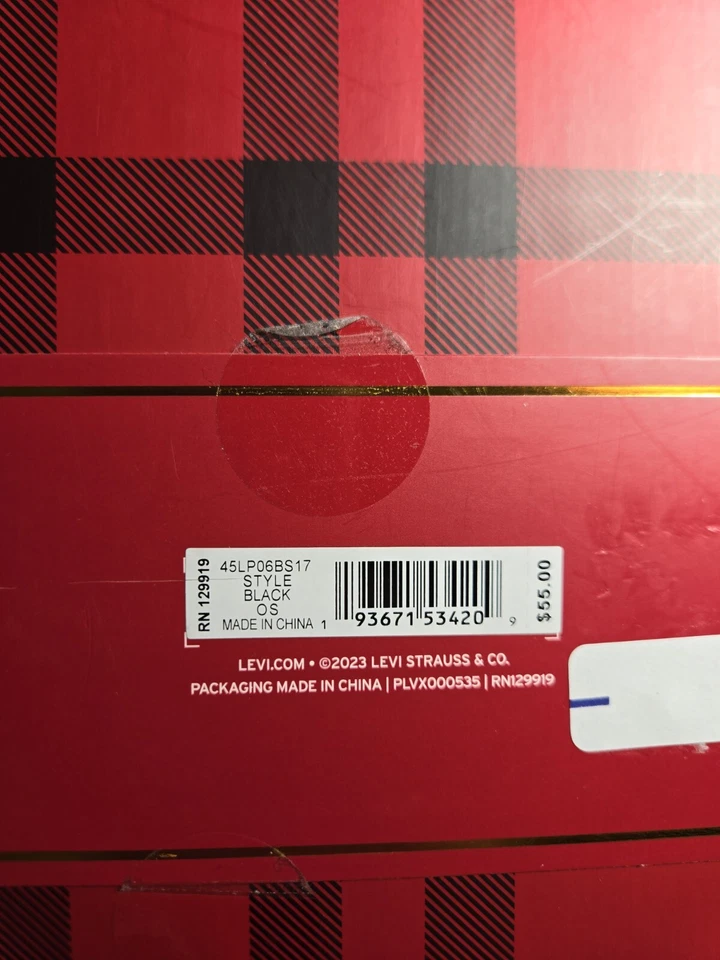 RN 129919
45LP06BS17
STYLE
BLACK
OS
MADE IN CHINA
1 93671 53420 9
$55.00
LEVI.COM • ©2023 LEVI STRAUSS & CO.
PACKAGING MADE IN CHINA | PLVX000535 | RN129919